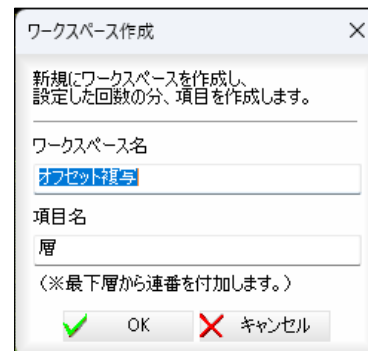 ワークスペース作成
新規にワークスペースを作成し、
設定した回数の分、項目を作成します。
ワークスペース名
オフセット複写
項目名
層
(※最下層から連番を付加します。)
OK
キャンセル